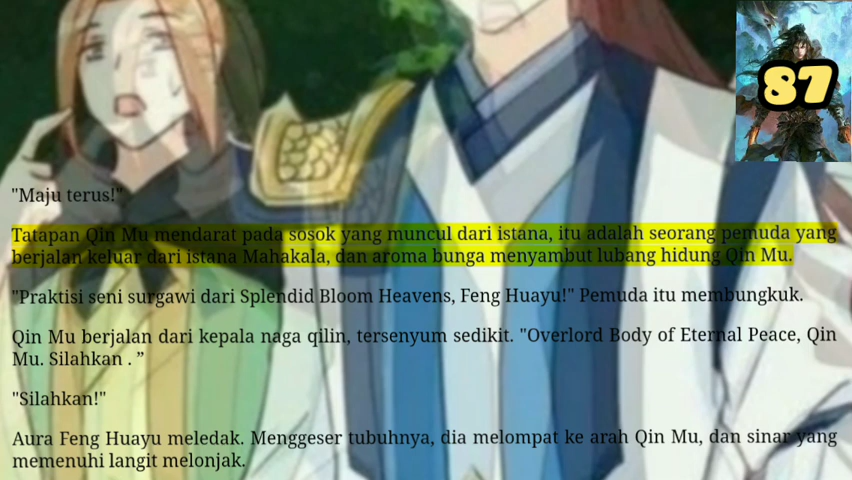 87
"Maju terus!"
Tatapan Qin Mu mendarat pada sosok yang muncul dari istana, itu adalah seorang pemuda yang
berjalan keluar dari istana Mahakala, dan aroma bunga menyambut lubang hidung Qin Mu.
"Praktisi seni surgawi dari Splendid Bloom Heavens, Feng Huayu!" Pemuda itu membungkuk.
Qin Mu berjalan dari kepala naga qilin, tersenyum sedikit. "Overlord Body of Eternal Peace, Qin
Mu. Silahkan . ”
"Silahkan!"
Aura Feng Huayu meledak. Menggeser tubuhnya, dia melompat ke arah Qin Mu, dan sinar yang
memenuhi langit melonjak.